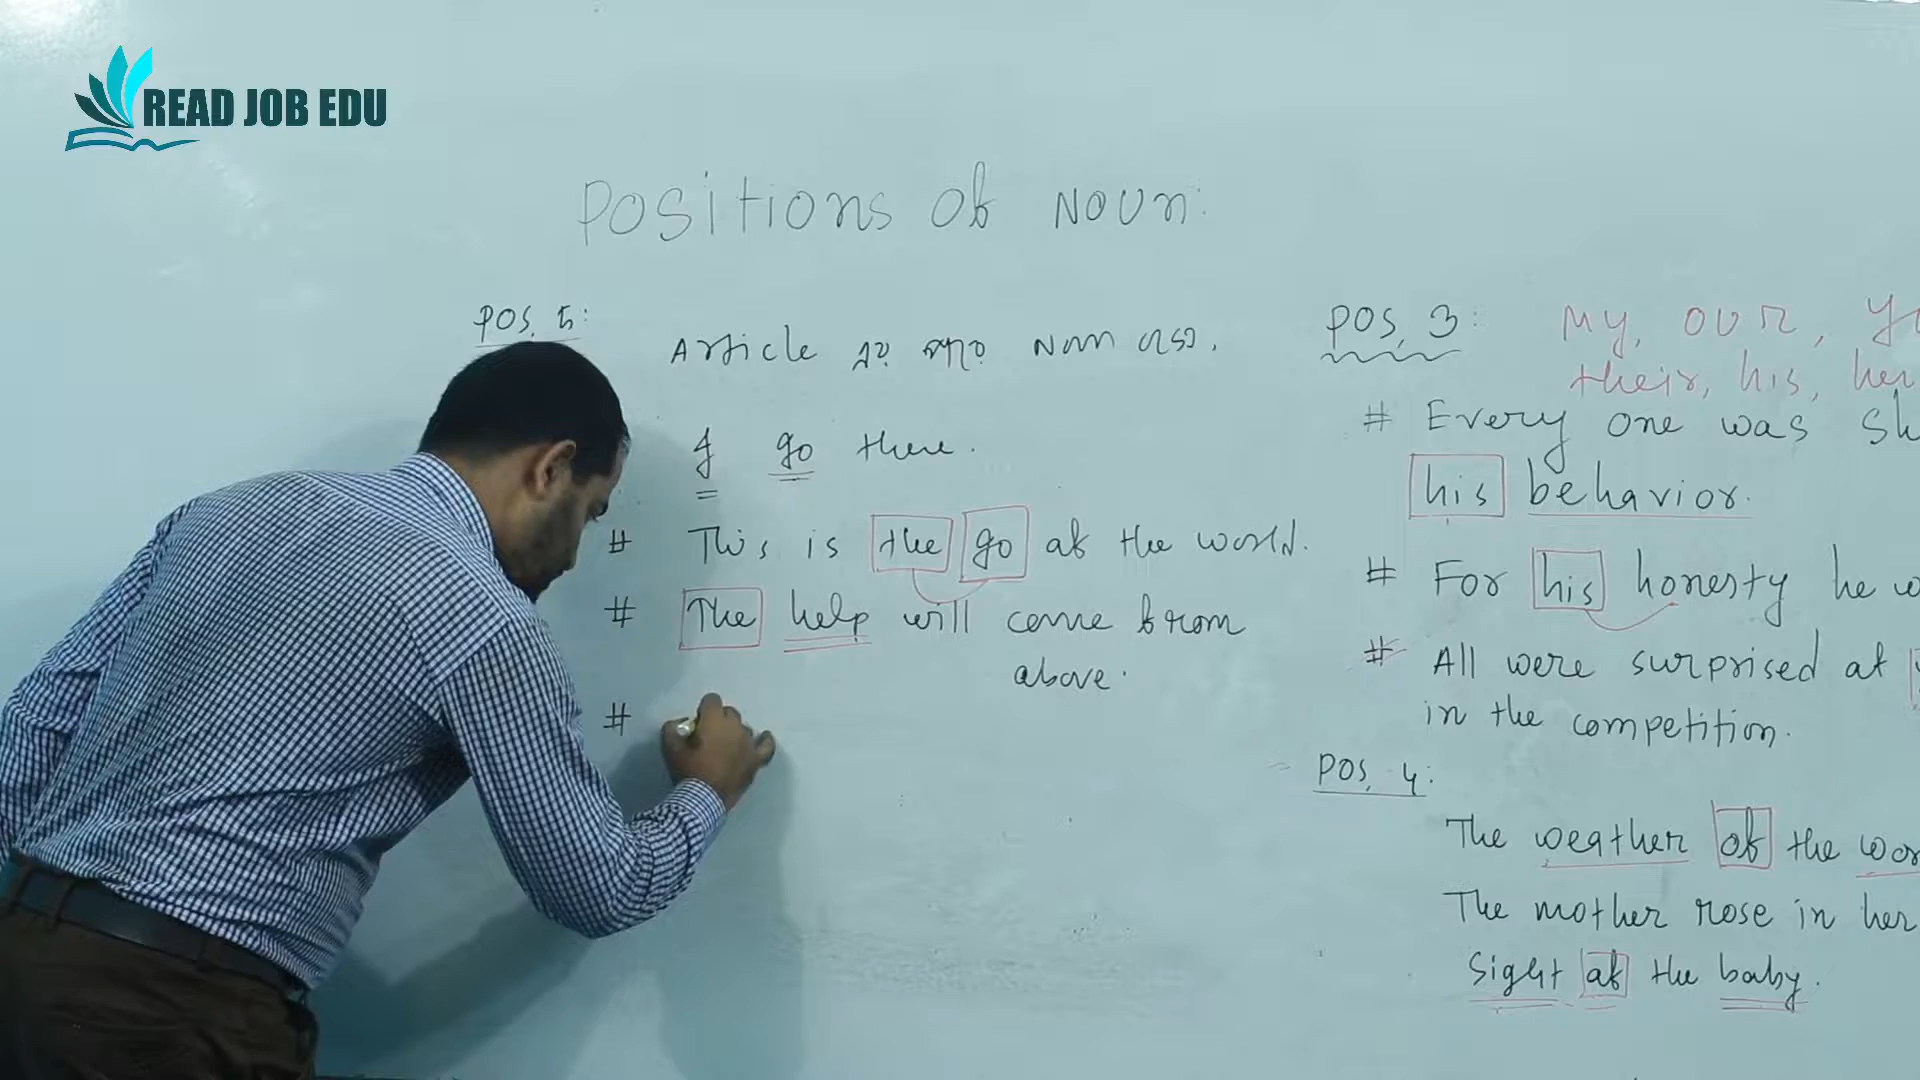 READ JOB EDU
Positions of Noun:
POS, 5:
Article এর পরে Noun বসে.
I go there.
# This is the go of the world.
# The help will come from
above.
#
POS, 3:
My, our,
their, his, her
# Every one was
his behavior.
# For his honesty he
# All were surprised at
in the competition.
POS, 4:
The weather of the
The mother rose in her
Sight of the baby.